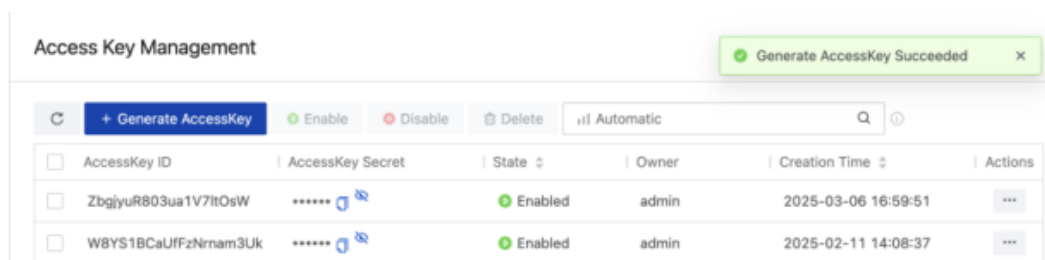 Access Key Management
Generate AccessKey Succeeded
+ Generate AccessKey Enable Disable Delete Automatic
AccessKey ID AccessKey Secret State Owner Creation Time Actions
ZbgjyuR803ua1V7ItOsW •••••• Enabled admin 2025-03-06 16:59:51 •••
W8YS1BCaUfFzNrnam3Uk •••••• Enabled admin 2025-02-11 14:08:37 •••